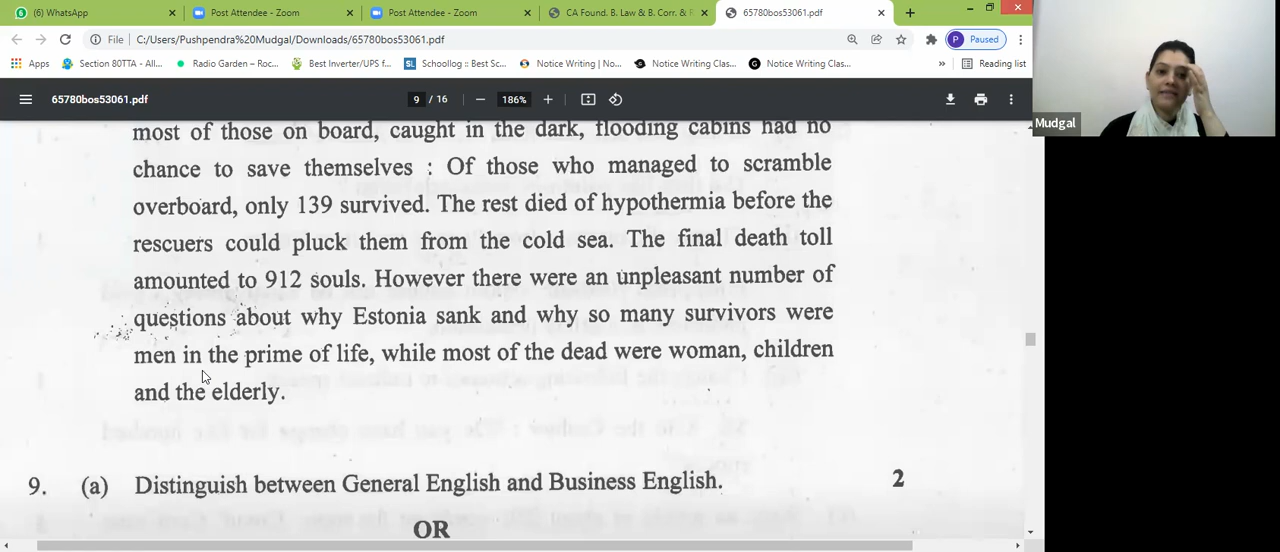 (6) WhatsApp
Post Attendee - Zoom
Post Attendee - Zoom
CA Found. B. Law & B. Corr. & R
65780bos53061.pdf
File
C:/Users/Pushpendra%20Mudgal/Downloads/65780bos53061.pdf
P
Paused
Apps
Section 80TTA - All...
Radio Garden – Roc...
Best Inverter/UPS f...
SL
Schoollog :: Best Sc...
Notice Writing | No...
Notice Writing Clas...
Notice Writing Clas...
»
Reading list
65780bos53061.pdf
9 / 16
186%
Mudgal
most of those on board, caught in the dark, flooding cabins had no
chance to save themselves : Of those who managed to scramble
overboard, only 139 survived. The rest died of hypothermia before the
rescuers could pluck them from the cold sea. The final death toll
amounted to 912 souls. However there were an unpleasant number of
questions about why Estonia sank and why so many survivors were
men in the prime of life, while most of the dead were woman, children
and the elderly.
9. (a) Distinguish between General English and Business English. 2
OR